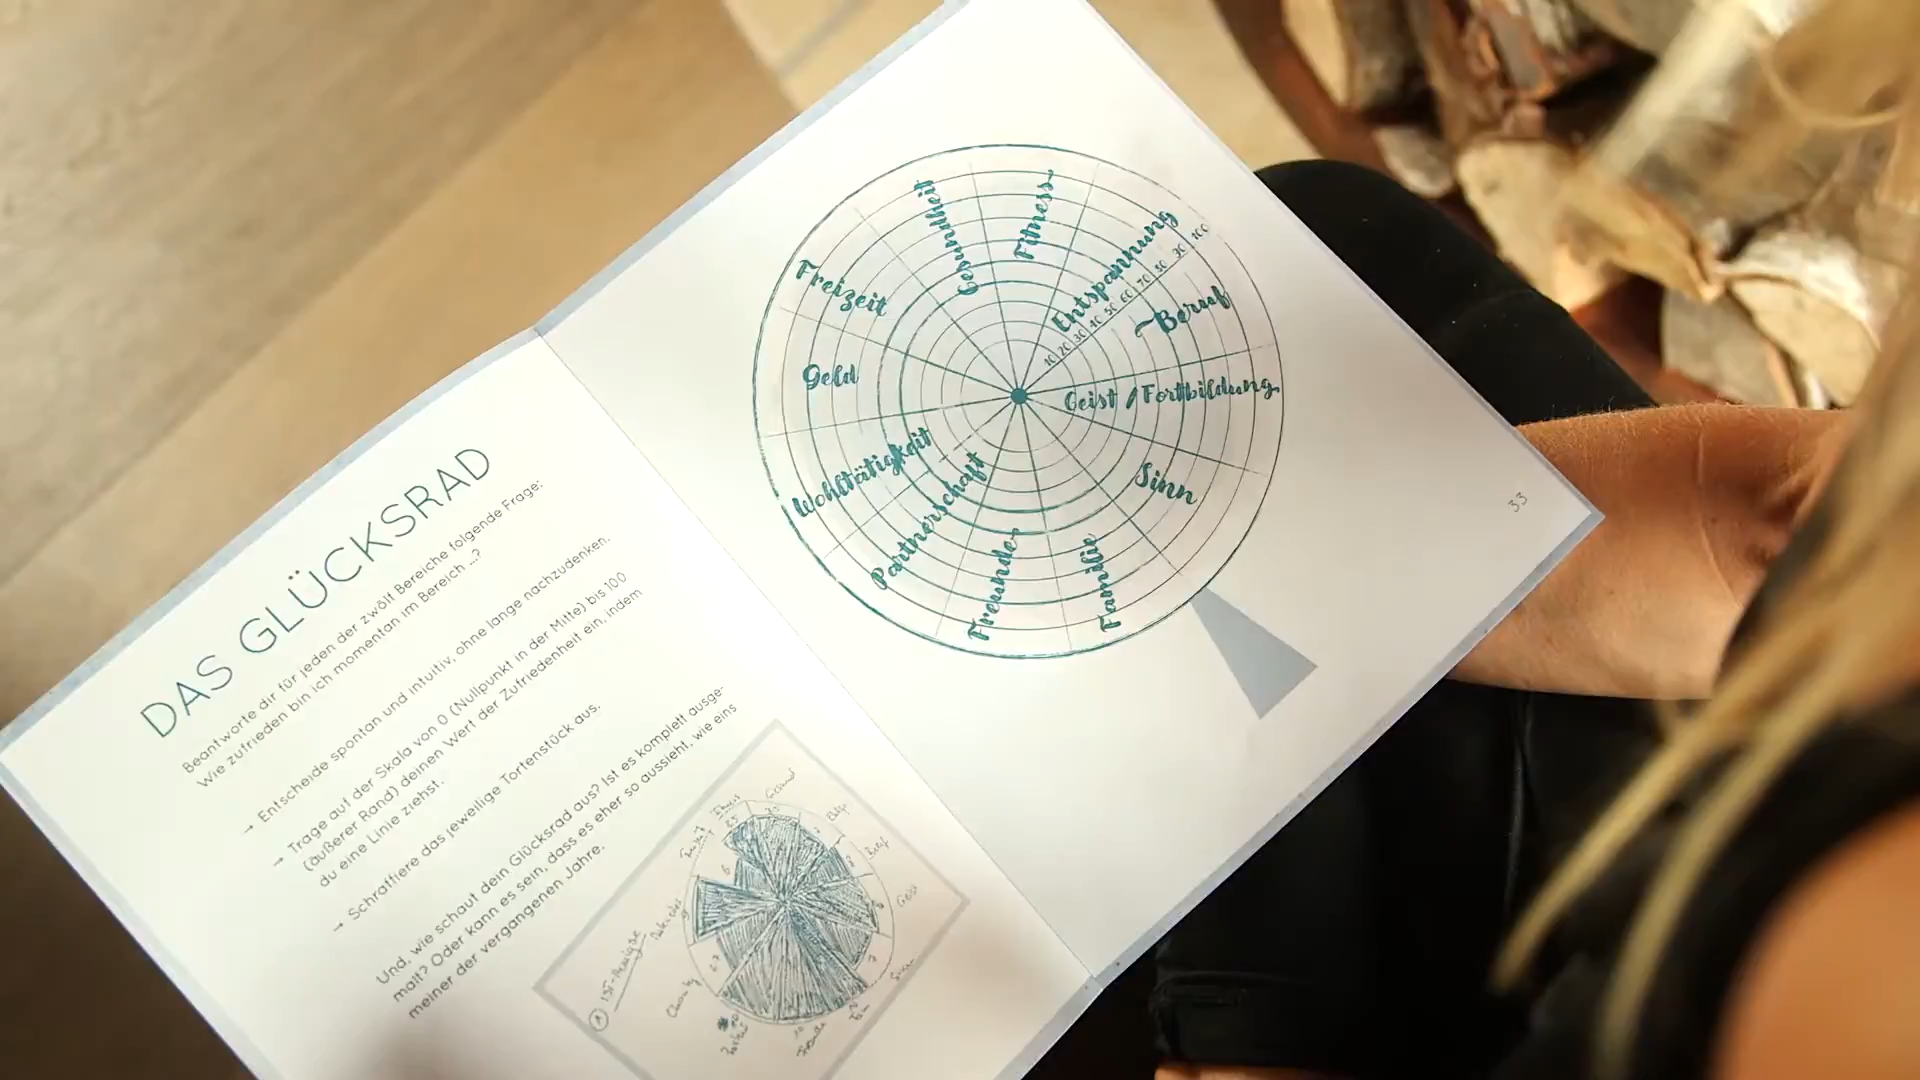 DAS GLÜCKSRAD
Beantworte dir für jeden der zwölf Bereiche folgende Frage:
Wie zufrieden bin ich momentan im Bereich ...?
→ Entscheide spontan und intuitiv, ohne lange nachzudenken.
→ Trage auf der Skala von 0 (Nullpunkt in der Mitte) bis 100
(äußerer Rand) deinen Wert der Zufriedenheit ein, indem
du eine Linie ziehst.
→ Schraffiere das jeweilige Tortenstück aus.
Und, wie schaut dein Glücksrad aus? Ist es komplett ausge-
malt? Oder kann es sein, dass es eher so aussieht, wie eins
meiner der vergangenen Jahre.
1 IST-Analyse
Gesundheit
Fitness
Entspannung
10 20 30 40 50 60 70 80 90 100
Beruf
Geist / Fortbildung
Sinn
Familie
Freunde
Partnerschaft
Wohltätigkeit
Geld
Freizeit
33